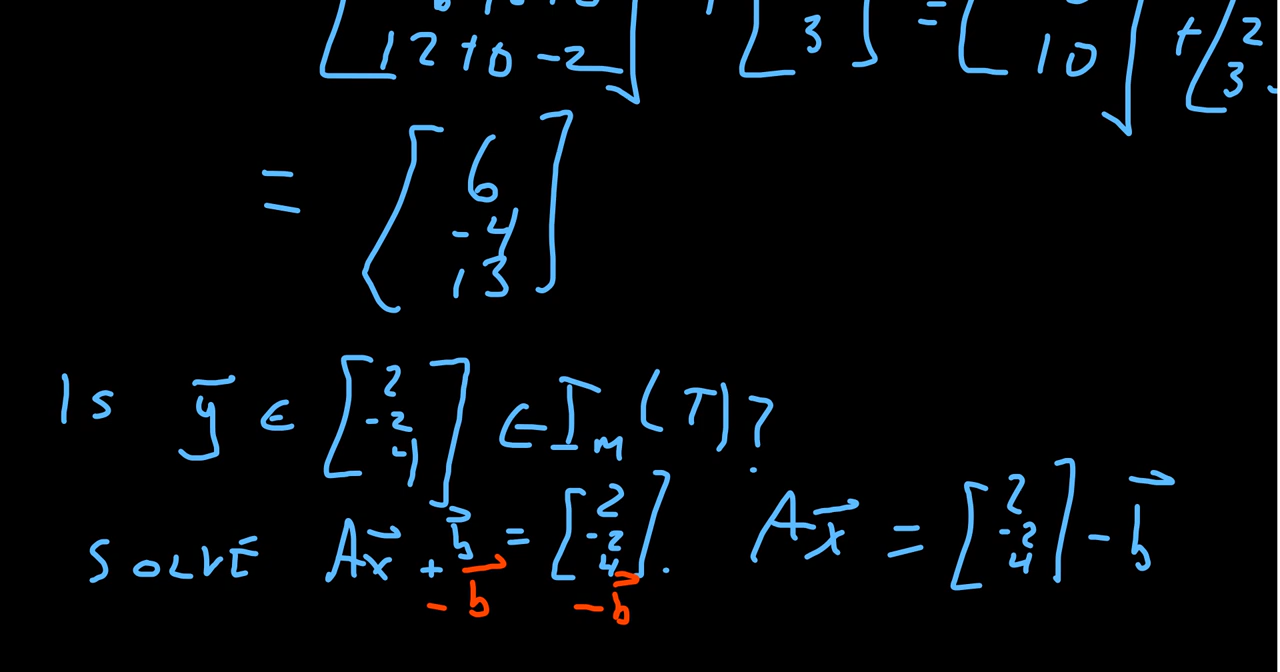 12+0-2 3 = 10 + 2 3
= [6 -4 13]
Is y ∈ [2 -2 4] ∈ Im (T)?
SOLVE Ax + b = [2 -2 4]. Ax = [2 -2 4] - b
- b - b